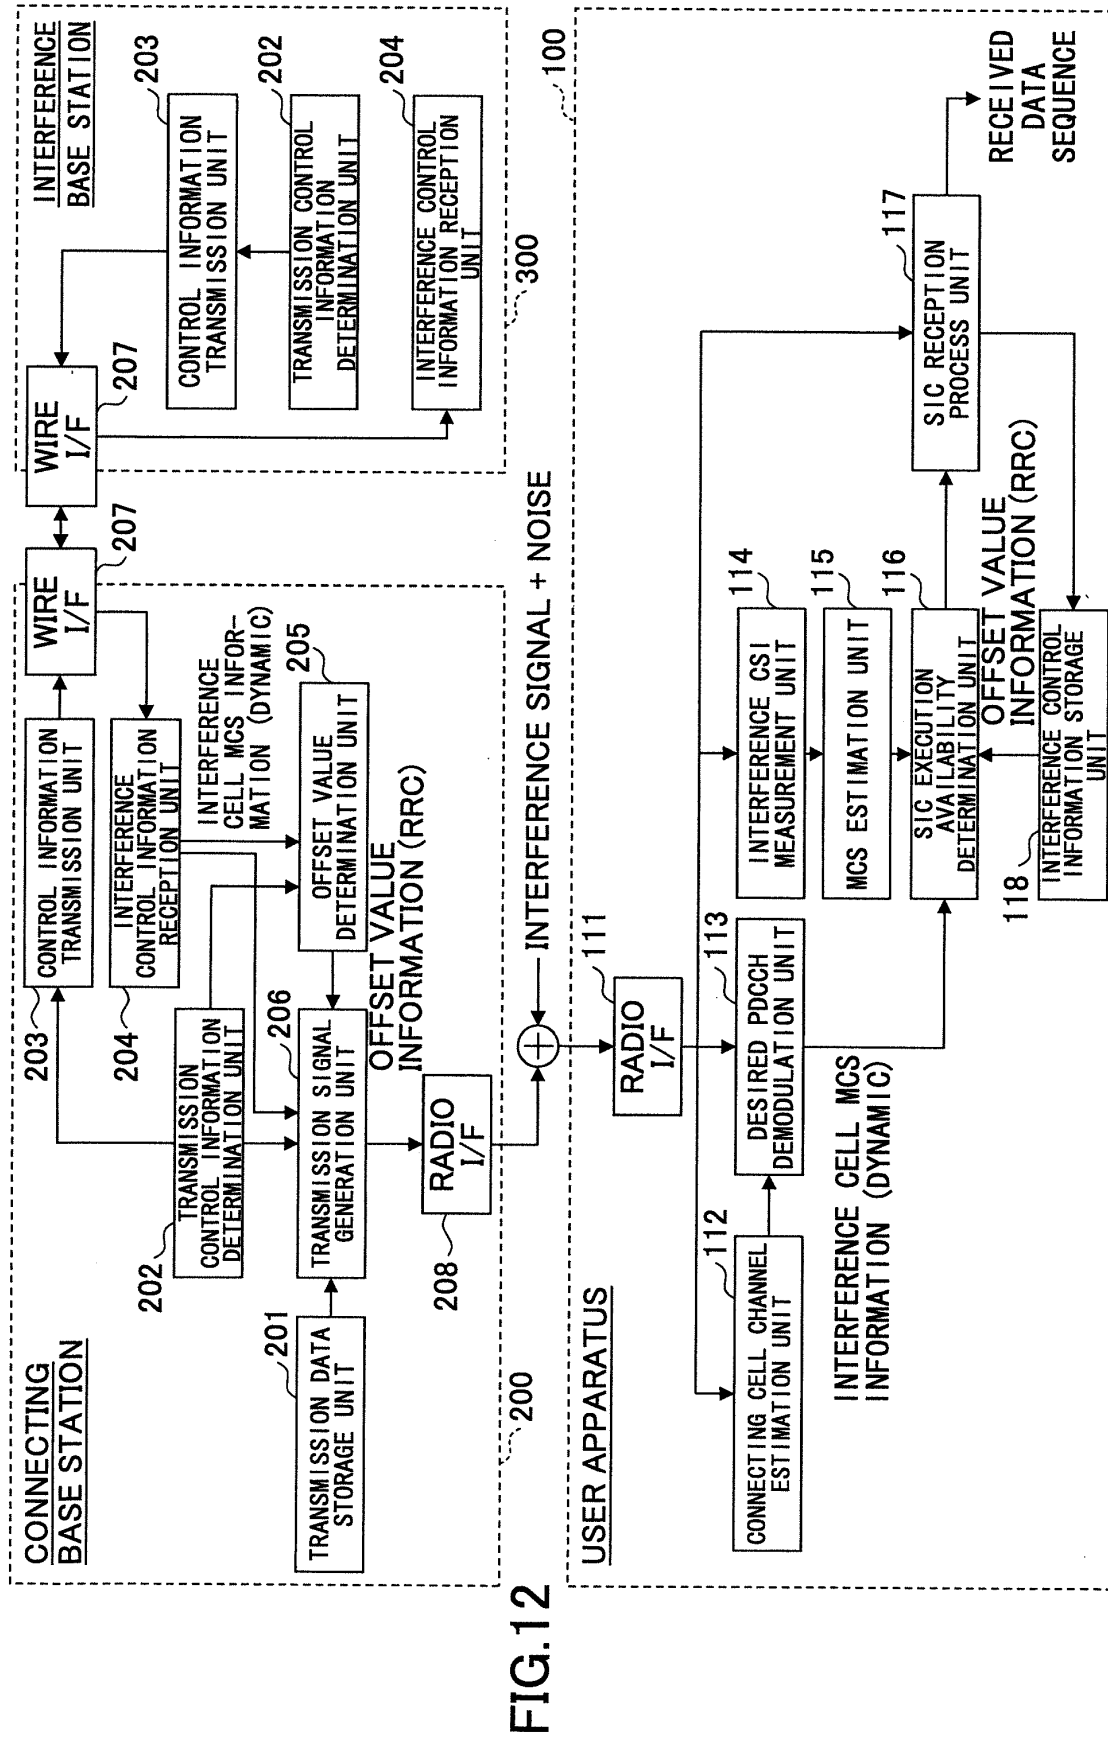 FIG.12
CONNECTING
BASE STATION
203
CONTROL INFORMATION
TRANSMISSION UNIT
WIRE
I/F
207
204
INTERFERENCE
CONTROL INFORMATION
RECEPTION UNIT
INTERFERENCE
CELL MCS INFOR-
MATION (DYNAMIC)
202
TRANSMISSION
CONTROL INFORMATION
DETERMINATION UNIT
205
OFFSET VALUE
DETERMINATION UNIT
201
TRANSMISSION DATA
STORAGE UNIT
206
TRANSMISSION SIGNAL
GENERATION UNIT
OFFSET VALUE
INFORMATION (RRC)
208
RADIO
I/F
200
INTERFERENCE
BASE STATION
WIRE
I/F
207
203
CONTROL INFORMATION
TRANSMISSION UNIT
202
TRANSMISSION CONTROL
INFORMATION
DETERMINATION UNIT
204
INTERFERENCE CONTROL
INFORMATION RECEPTION
UNIT
300
+
INTERFERENCE SIGNAL + NOISE
USER APPARATUS
100
111
RADIO
I/F
112
CONNECTING CELL CHANNEL
ESTIMATION UNIT
113
DESIRED PDCCH
DEMODULATION UNIT
114
INTERFERENCE CSI
MEASUREMENT UNIT
115
MCS ESTIMATION UNIT
116
SIC EXECUTION
AVAILABILITY
DETERMINATION UNIT
INTERFERENCE CELL MCS
INFORMATION (DYNAMIC)
OFFSET VALUE
INFORMATION (RRC)
117
SIC RECEPTION
PROCESS UNIT
118
INTERFERENCE CONTROL
INFORMATION STORAGE
UNIT
RECEIVED
DATA
SEQUENCE